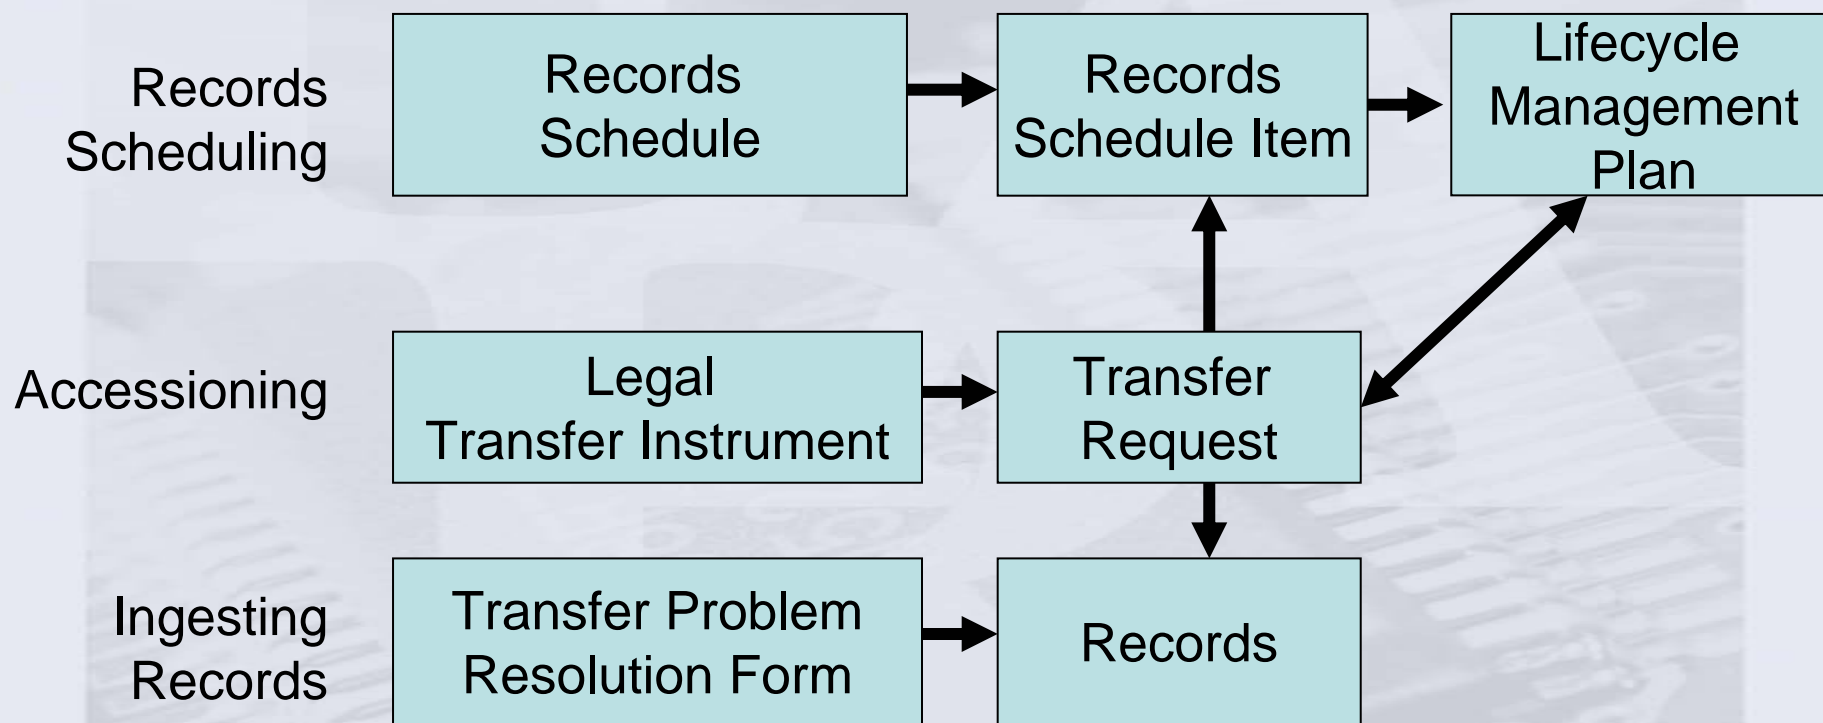 Records
Scheduling
Records
Schedule
Records
Schedule Item
Lifecycle
Management
Plan
Accessioning
Legal
Transfer Instrument
Transfer
Request
Ingesting
Records
Transfer Problem
Resolution Form
Records